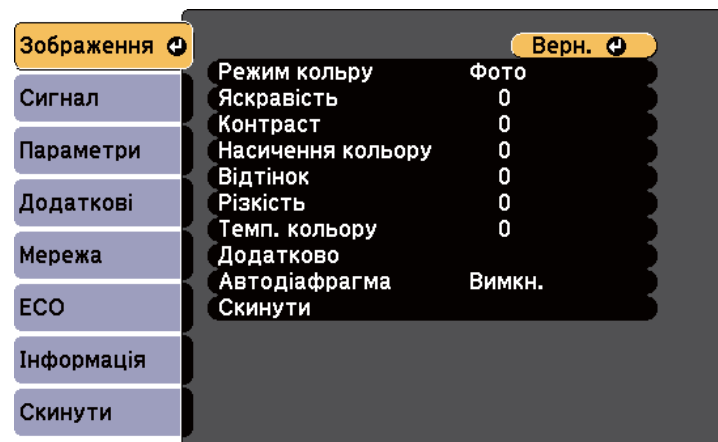 Зображення
Сигнал
Параметри
Додаткові
Мережа
ECO
Інформація
Скинути
Верн.
Режим кольру Фото
Яскравість 0
Контраст 0
Насичення кольору 0
Відтінок 0
Різкість 0
Темп. кольору 0
Додатково
Автодіафрагма Вимкн.
Скинути